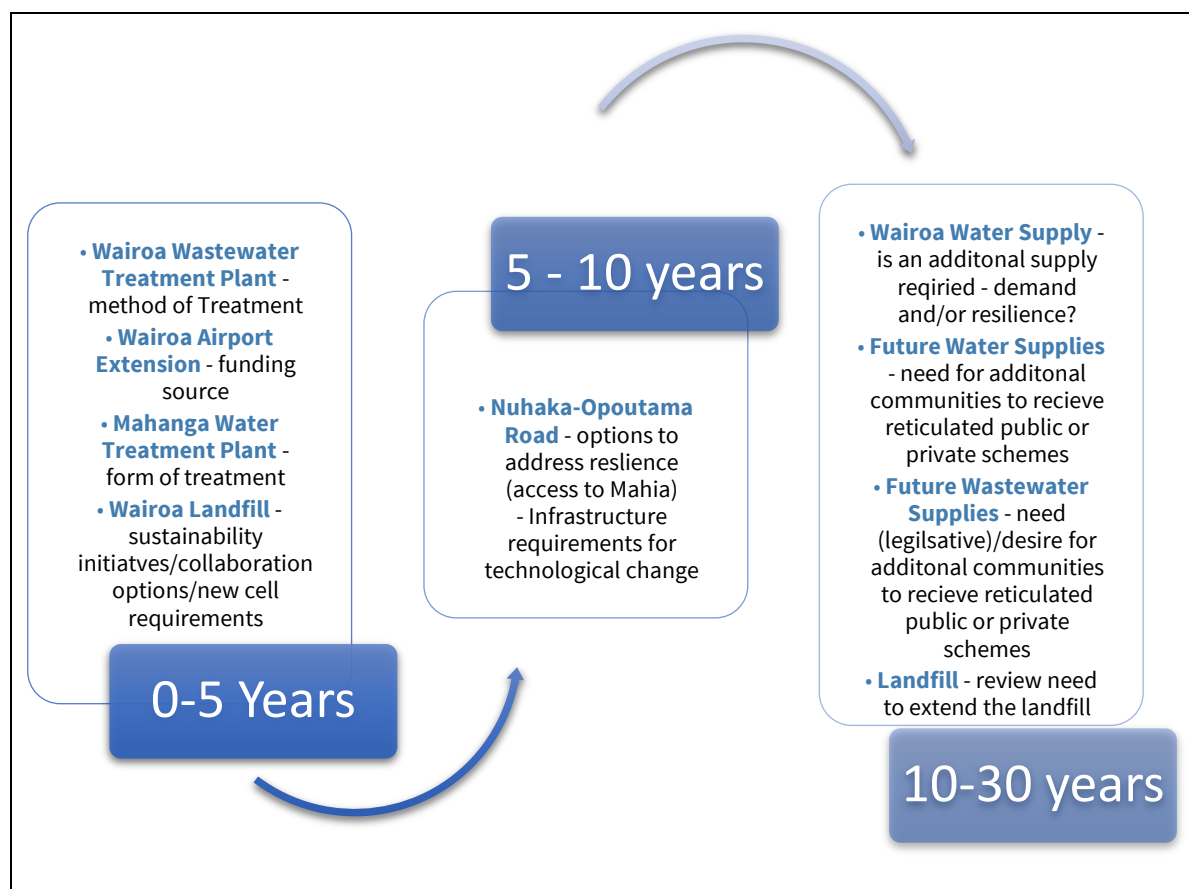 • Wairoa Wastewater
Treatment Plant -
method of Treatment
• Wairoa Airport
Extension - funding
source
• Mahanga Water
Treatment Plant -
form of treatment
• Wairoa Landfill -
sustainability
initiatves/collaboration
options/new cell
requirements
0-5 Years
5 - 10 years
• Nuhaka-Opoutama
Road - options to
address reslience
(access to Mahia)
- Infrastructure
requirements for
technological change
• Wairoa Water Supply -
is an additonal supply
reqiried - demand
and/or resilience?
• Future Water Supplies
- need for additonal
communities to recieve
reticulated public or
private schemes
• Future Wastewater
Supplies - need
(legilsative)/desire for
additonal communities
to recieve reticulated
public or private
schemes
• Landfill - review need
to extend the landfill
10-30 years